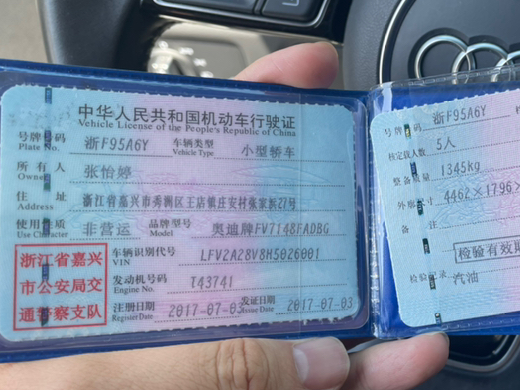 中华人民共和国机动车行驶证
Vehicle License of the People's Republic of China
号牌号码 浙F95A6Y 车辆类型 小型轿车
Plate No. Vehicle Type
所有人 张怡婷
Owner
住址 浙江省嘉兴市秀洲区王店镇庄安村张家浜27号
Address
使用性质 非营运 品牌型号 奥迪牌FV7148FADBG
Use Character Model
浙江省嘉兴
市公安局交
通警察支队
车辆识别代号 LFV2A28V8H5026001
VIN
发动机号码 T43741
Engine No.
注册日期 2017-07-03 发证日期 2017-07-03
Register Date Issue Date
号牌号码 浙F95A6Y
核定载人数 5人
整备质量 1345kg
外廓尺寸 4462×1796×
检验有效期
检验记录 汽油